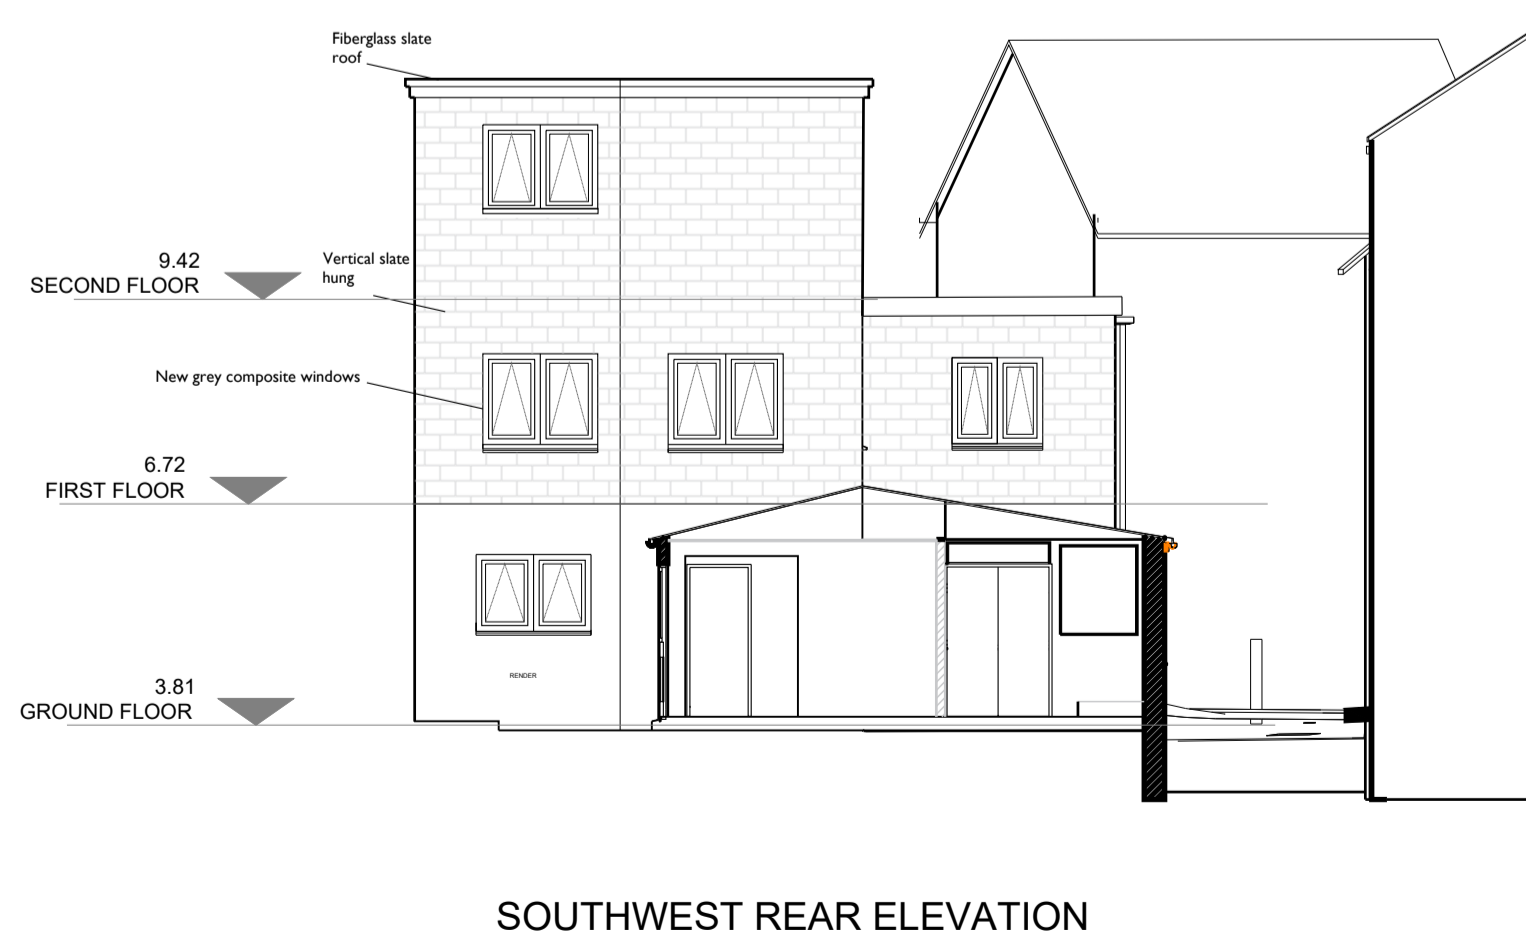 Fiberglass slate
roof
9.42
SECOND FLOOR
Vertical slate
hung
New grey composite windows
6.72
FIRST FLOOR
RENDER
3.81
GROUND FLOOR
SOUTHWEST REAR ELEVATION